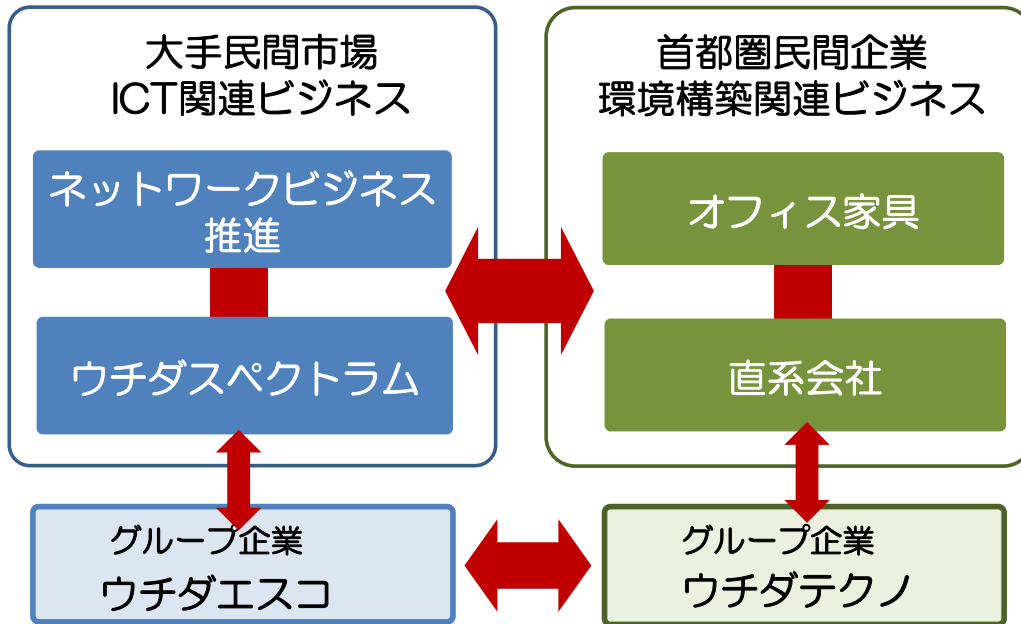 大手民間市場
ICT関連ビジネス
ネットワークビジネス
推進
ウチダスペクトラム
グループ企業
ウチダエスコ
首都圏民間企業
環境構築関連ビジネス
オフィス家具
直系会社
グループ企業
ウチダテクノ